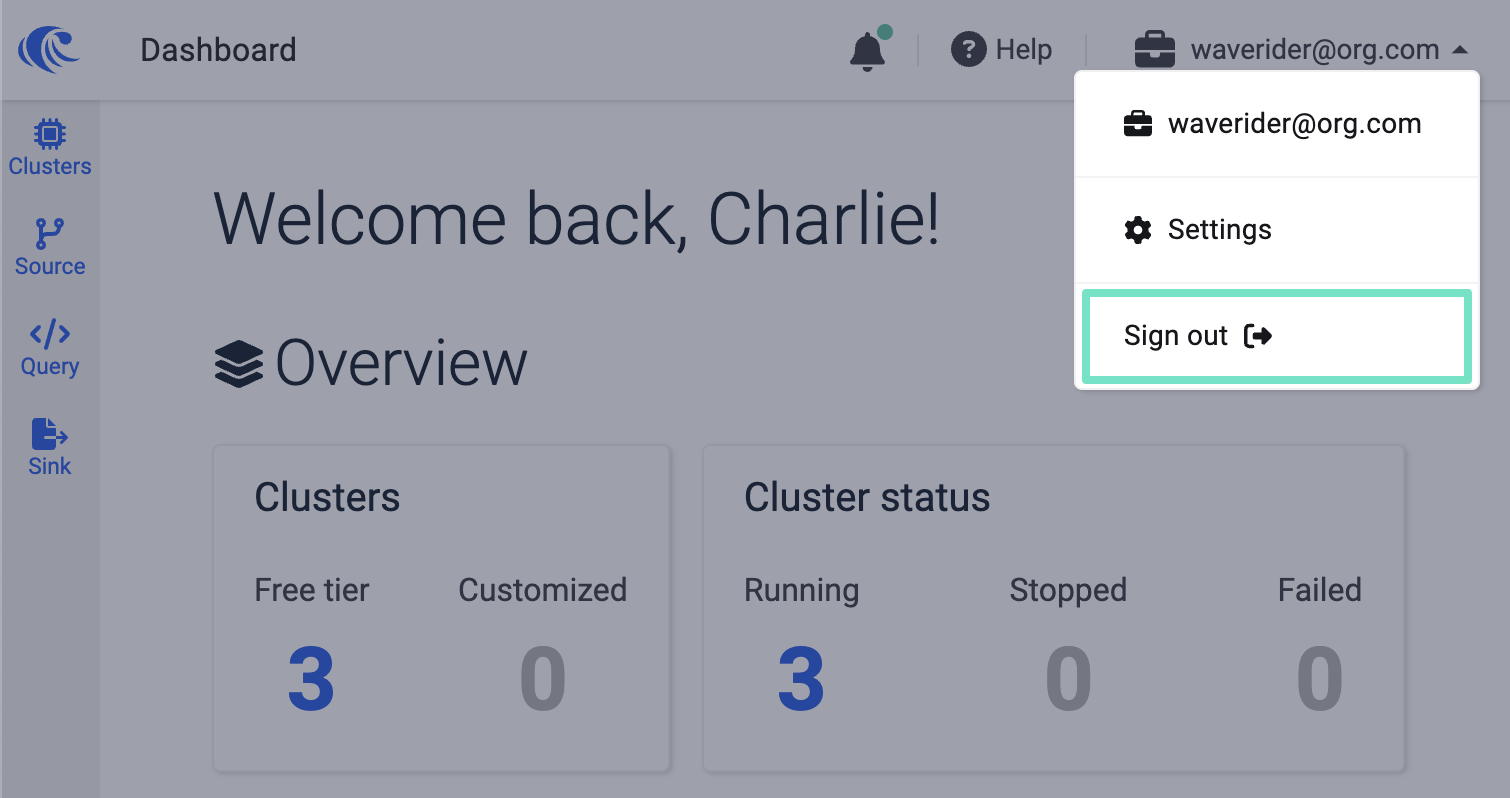 Dashboard
Help
waverider@org.com
waverider@org.com
Settings
Sign out
Clusters
Source
Query
Sink
Welcome back, Charlie!
Overview
Clusters
Free tier
Customized
3
0
Cluster status
Running
Stopped
Failed
3
0
0